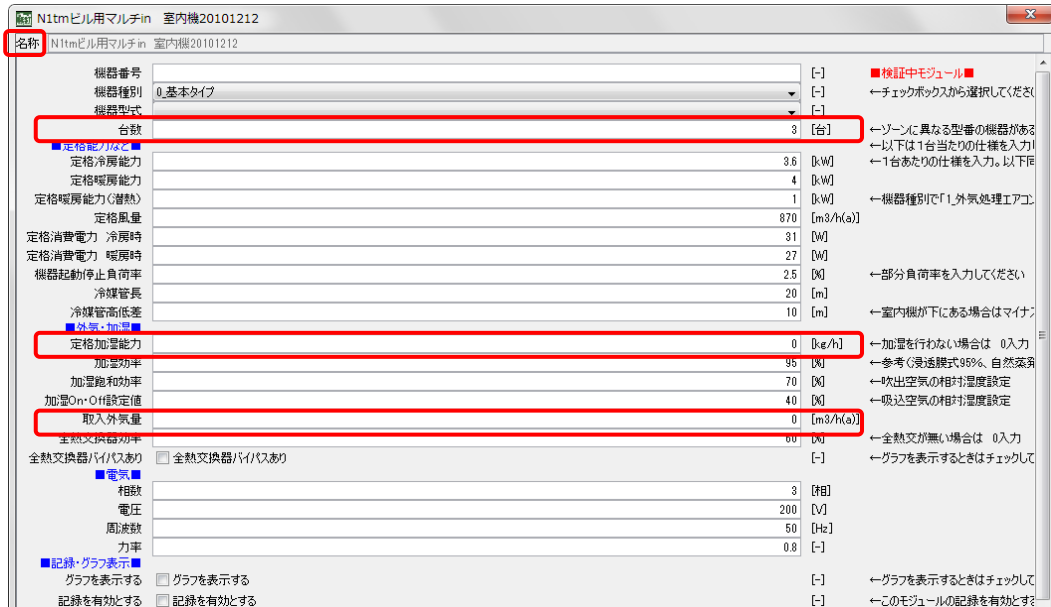 N1tmビル用マルチin 室内機20101212
名称 N1tmビル用マルチin 室内機20101212
機器番号 [-] ■検証中モジュール■
機器種別 0_基本タイプ [-] ←チェックボックスから選択してくださ
機器型式 [-]
台数 3 [台] ←ゾーンに異なる型番の機器がある
■定格能力など■ ←以下は1台当たりの仕様を入力
定格冷房能力 3.6 [kW] ←1台あたりの仕様を入力。以下同
定格暖房能力 4 [kW]
定格暖房能力(潜熱) 1 [kW] ←機器種別で「1_外気処理エアコン
定格風量 870 [m3/h(a)]
定格消費電力 冷房時 31 [W]
定格消費電力 暖房時 27 [W]
機器起動停止負荷率 2.5 [%] ←部分負荷率を入力してください
冷媒管長 20 [m]
冷媒管高低差 10 [m] ←室内機が下にある場合はマイナス
■外気・加湿■
定格加湿能力 0 [kg/h] ←加湿を行わない場合は 0入力
加湿効率 95 [%] ←参考(浸透膜式95%、自然蒸発
加湿飽和効率 70 [%] ←吹出空気の相対湿度設定
加湿On・Off設定値 40 [%] ←吸込空気の相対湿度設定
取入外気量 0 [m3/h(a)]
全熱交換器効率 60 [%] ←全熱交が無い場合は 0入力
全熱交換器バイパスあり 全熱交換器バイパスあり [-] ←グラフを表示するときはチェックして
■電気■
相数 3 [相]
電圧 200 [V]
周波数 50 [Hz]
力率 0.8 [-]
■記録・グラフ表示■
グラフを表示する グラフを表示する [-] ←グラフを表示するときはチェックして
記録を有効とする 記録を有効とする [-] ←このモジュールの記録を有効とする